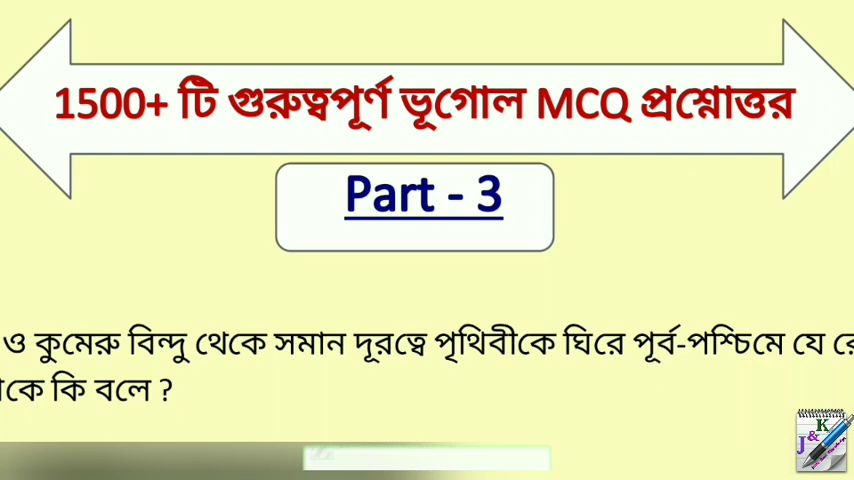 1500+ টি গুরুত্বপূর্ণ ভূগোল MCQ প্রশ্নোত্তর
Part - 3
ও কুমেরু বিন্দু থেকে সমান দূরত্বে পৃথিবীকে ঘিরে পূর্ব-পশ্চিমে যে
কি বলে ?
J&K